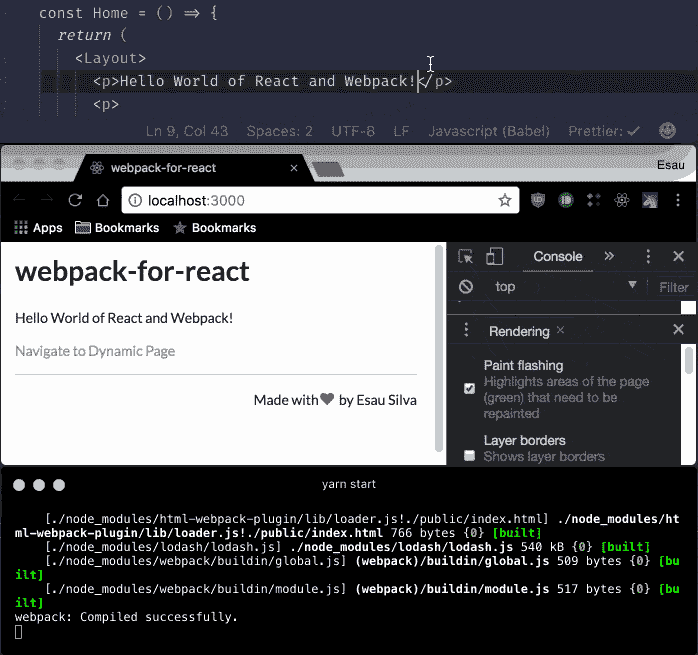 const Home = () => {
return (
<Layout>
<p>Hello World of React and Webpack!</p>
<p>
Ln 9, Col 43 Spaces: 2 UTF-8 LF Javascript (Babel) Prettier: ✓
webpack-for-react × Esau
localhost:3000
Apps Bookmarks Bookmarks
webpack-for-react
Hello World of React and Webpack!
Navigate to Dynamic Page
Made with♥ by Esau Silva
Console » ×
top ▼ Filter
Rendering × ×
Paint flashing
Highlights areas of the page
(green) that need to be
repainted
Layer borders
Shows layer borders
yarn start
[./node_modules/html-webpack-plugin/lib/loader.js!./public/index.html] ./node_modules/ht
ml-webpack-plugin/lib/loader.js!./public/index.html 766 bytes {0} [built]
[./node_modules/lodash/lodash.js] ./node_modules/lodash/lodash.js 540 kB {0} [built]
[./node_modules/webpack/buildin/global.js] (webpack)/buildin/global.js 509 bytes {0} [bu
ilt]
[./node_modules/webpack/buildin/module.js] (webpack)/buildin/module.js 517 bytes {0} [bu
ilt]
webpack: Compiled successfully.